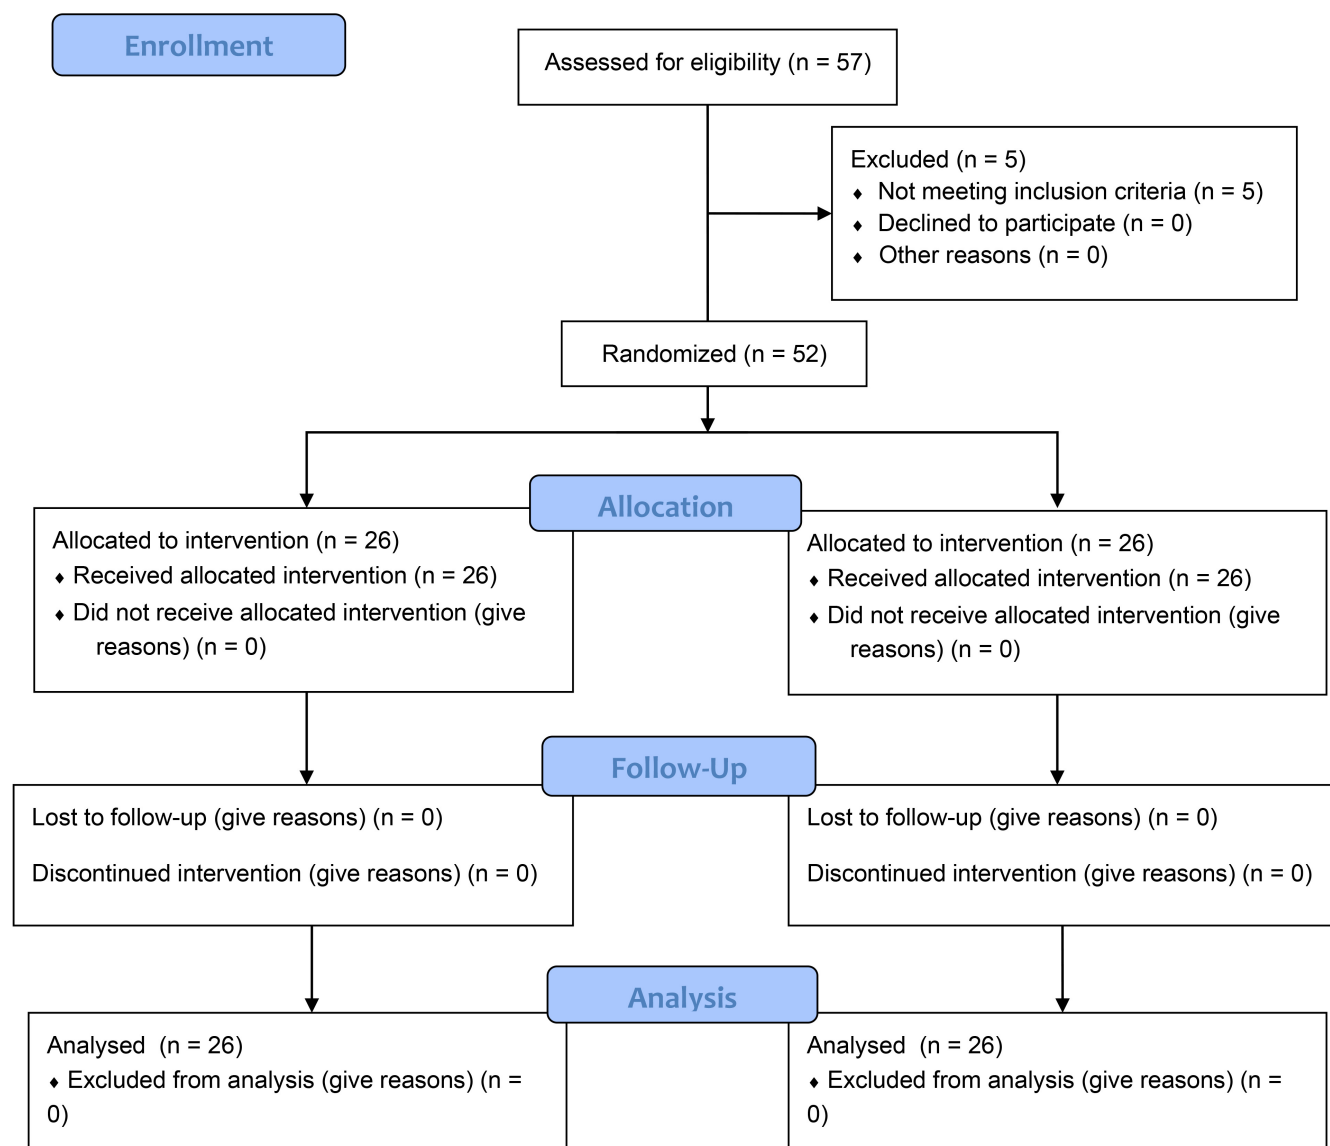 Enrollment
Assessed for eligibility (n = 57)
Excluded (n = 5)
⬧ Not meeting inclusion criteria (n = 5)
⬧ Declined to participate (n = 0)
⬧ Other reasons (n = 0)
Randomized (n = 52)
Allocation
Allocated to intervention (n = 26)
⬧ Received allocated intervention (n = 26)
⬧ Did not receive allocated intervention (give
reasons) (n = 0)
Allocated to intervention (n = 26)
⬧ Received allocated intervention (n = 26)
⬧ Did not receive allocated intervention (give
reasons) (n = 0)
Follow-Up
Lost to follow-up (give reasons) (n = 0)
Discontinued intervention (give reasons) (n = 0)
Lost to follow-up (give reasons) (n = 0)
Discontinued intervention (give reasons) (n = 0)
Analysis
Analysed (n = 26)
⬧ Excluded from analysis (give reasons) (n =
0)
Analysed (n = 26)
⬧ Excluded from analysis (give reasons) (n =
0)